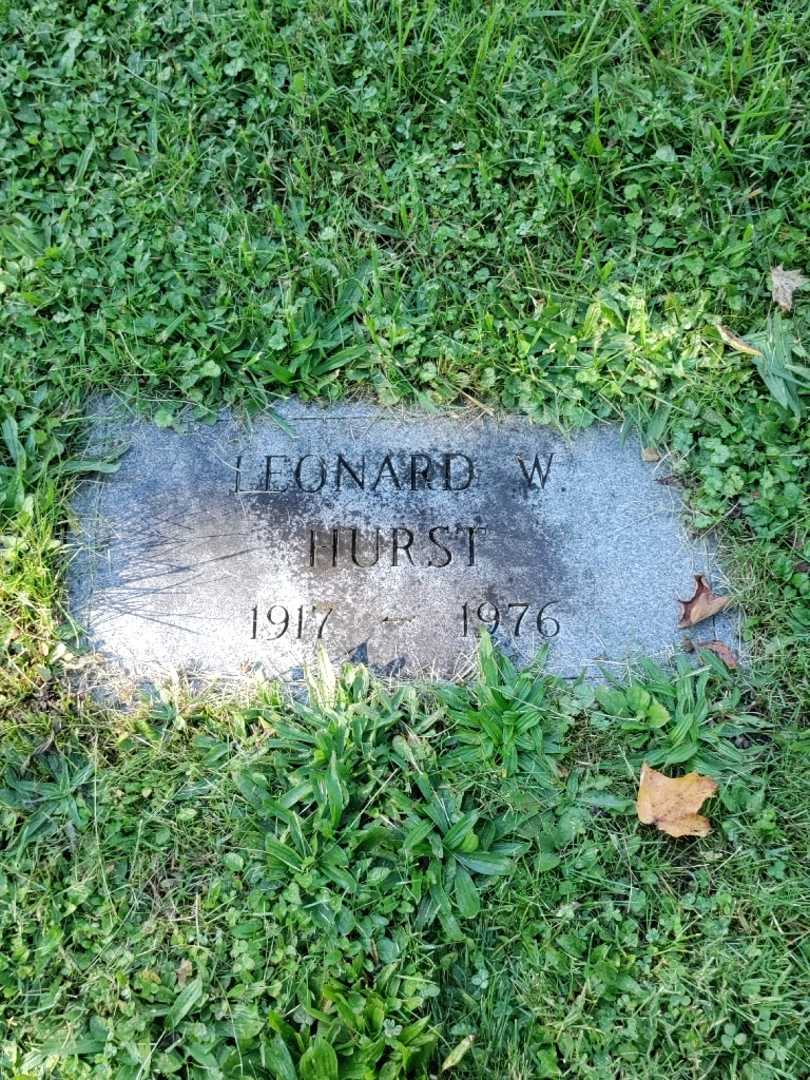 LEONARD W.
HURST
1917 – 1976